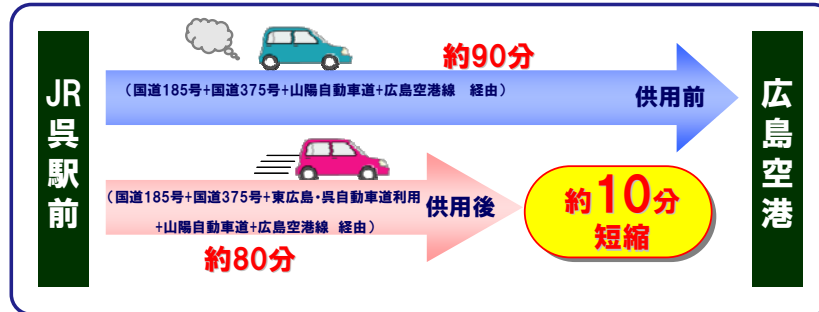 JR呉駅前
約90分
(国道185号+国道375号+山陽自動車道+広島空港線 経由)
供用前
(国道185号+国道375号+東広島・呉自動車道利用
+山陽自動車道+広島空港線 経由)
供用後
約80分
約10分
短縮
広島空港